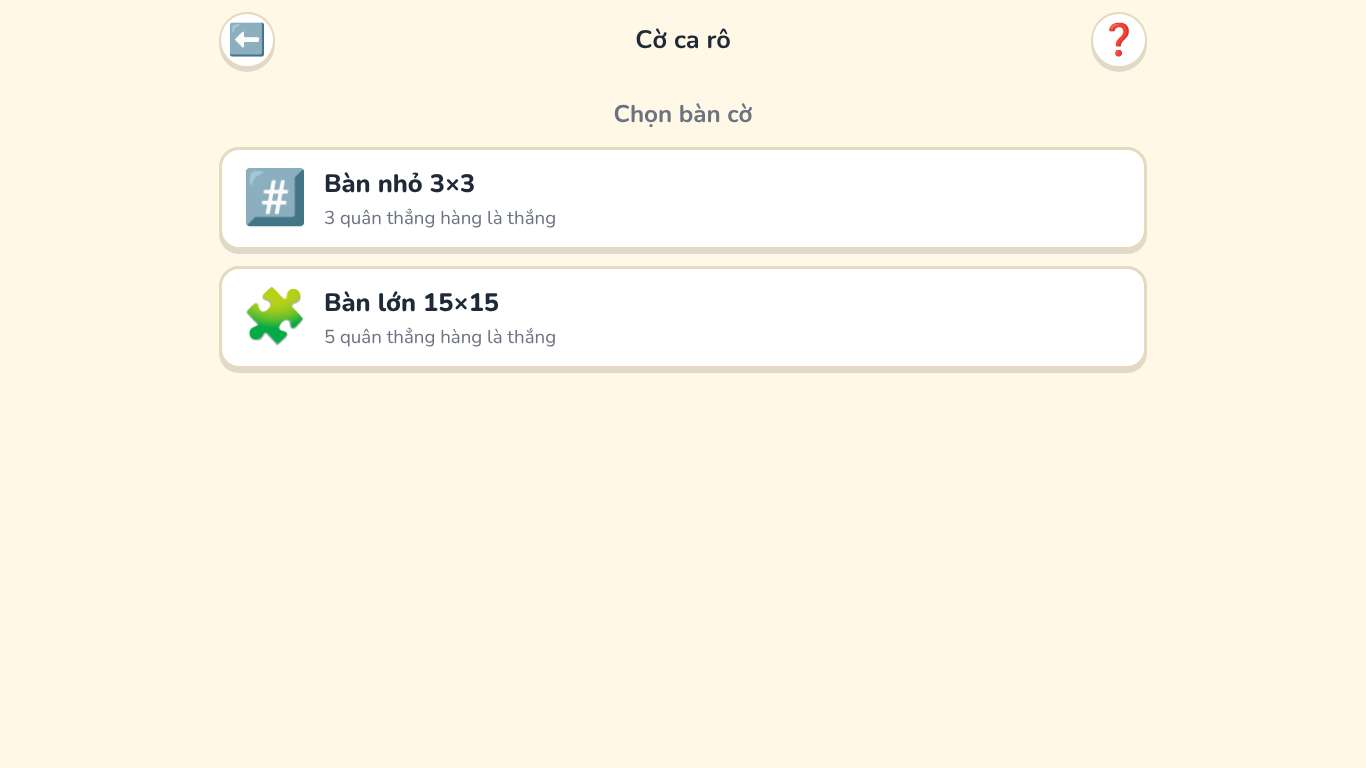 Cờ ca rô
Chọn bàn cờ
Bàn nhỏ 3×3
3 quân thẳng hàng là thắng
Bàn lớn 15×15
5 quân thẳng hàng là thắng